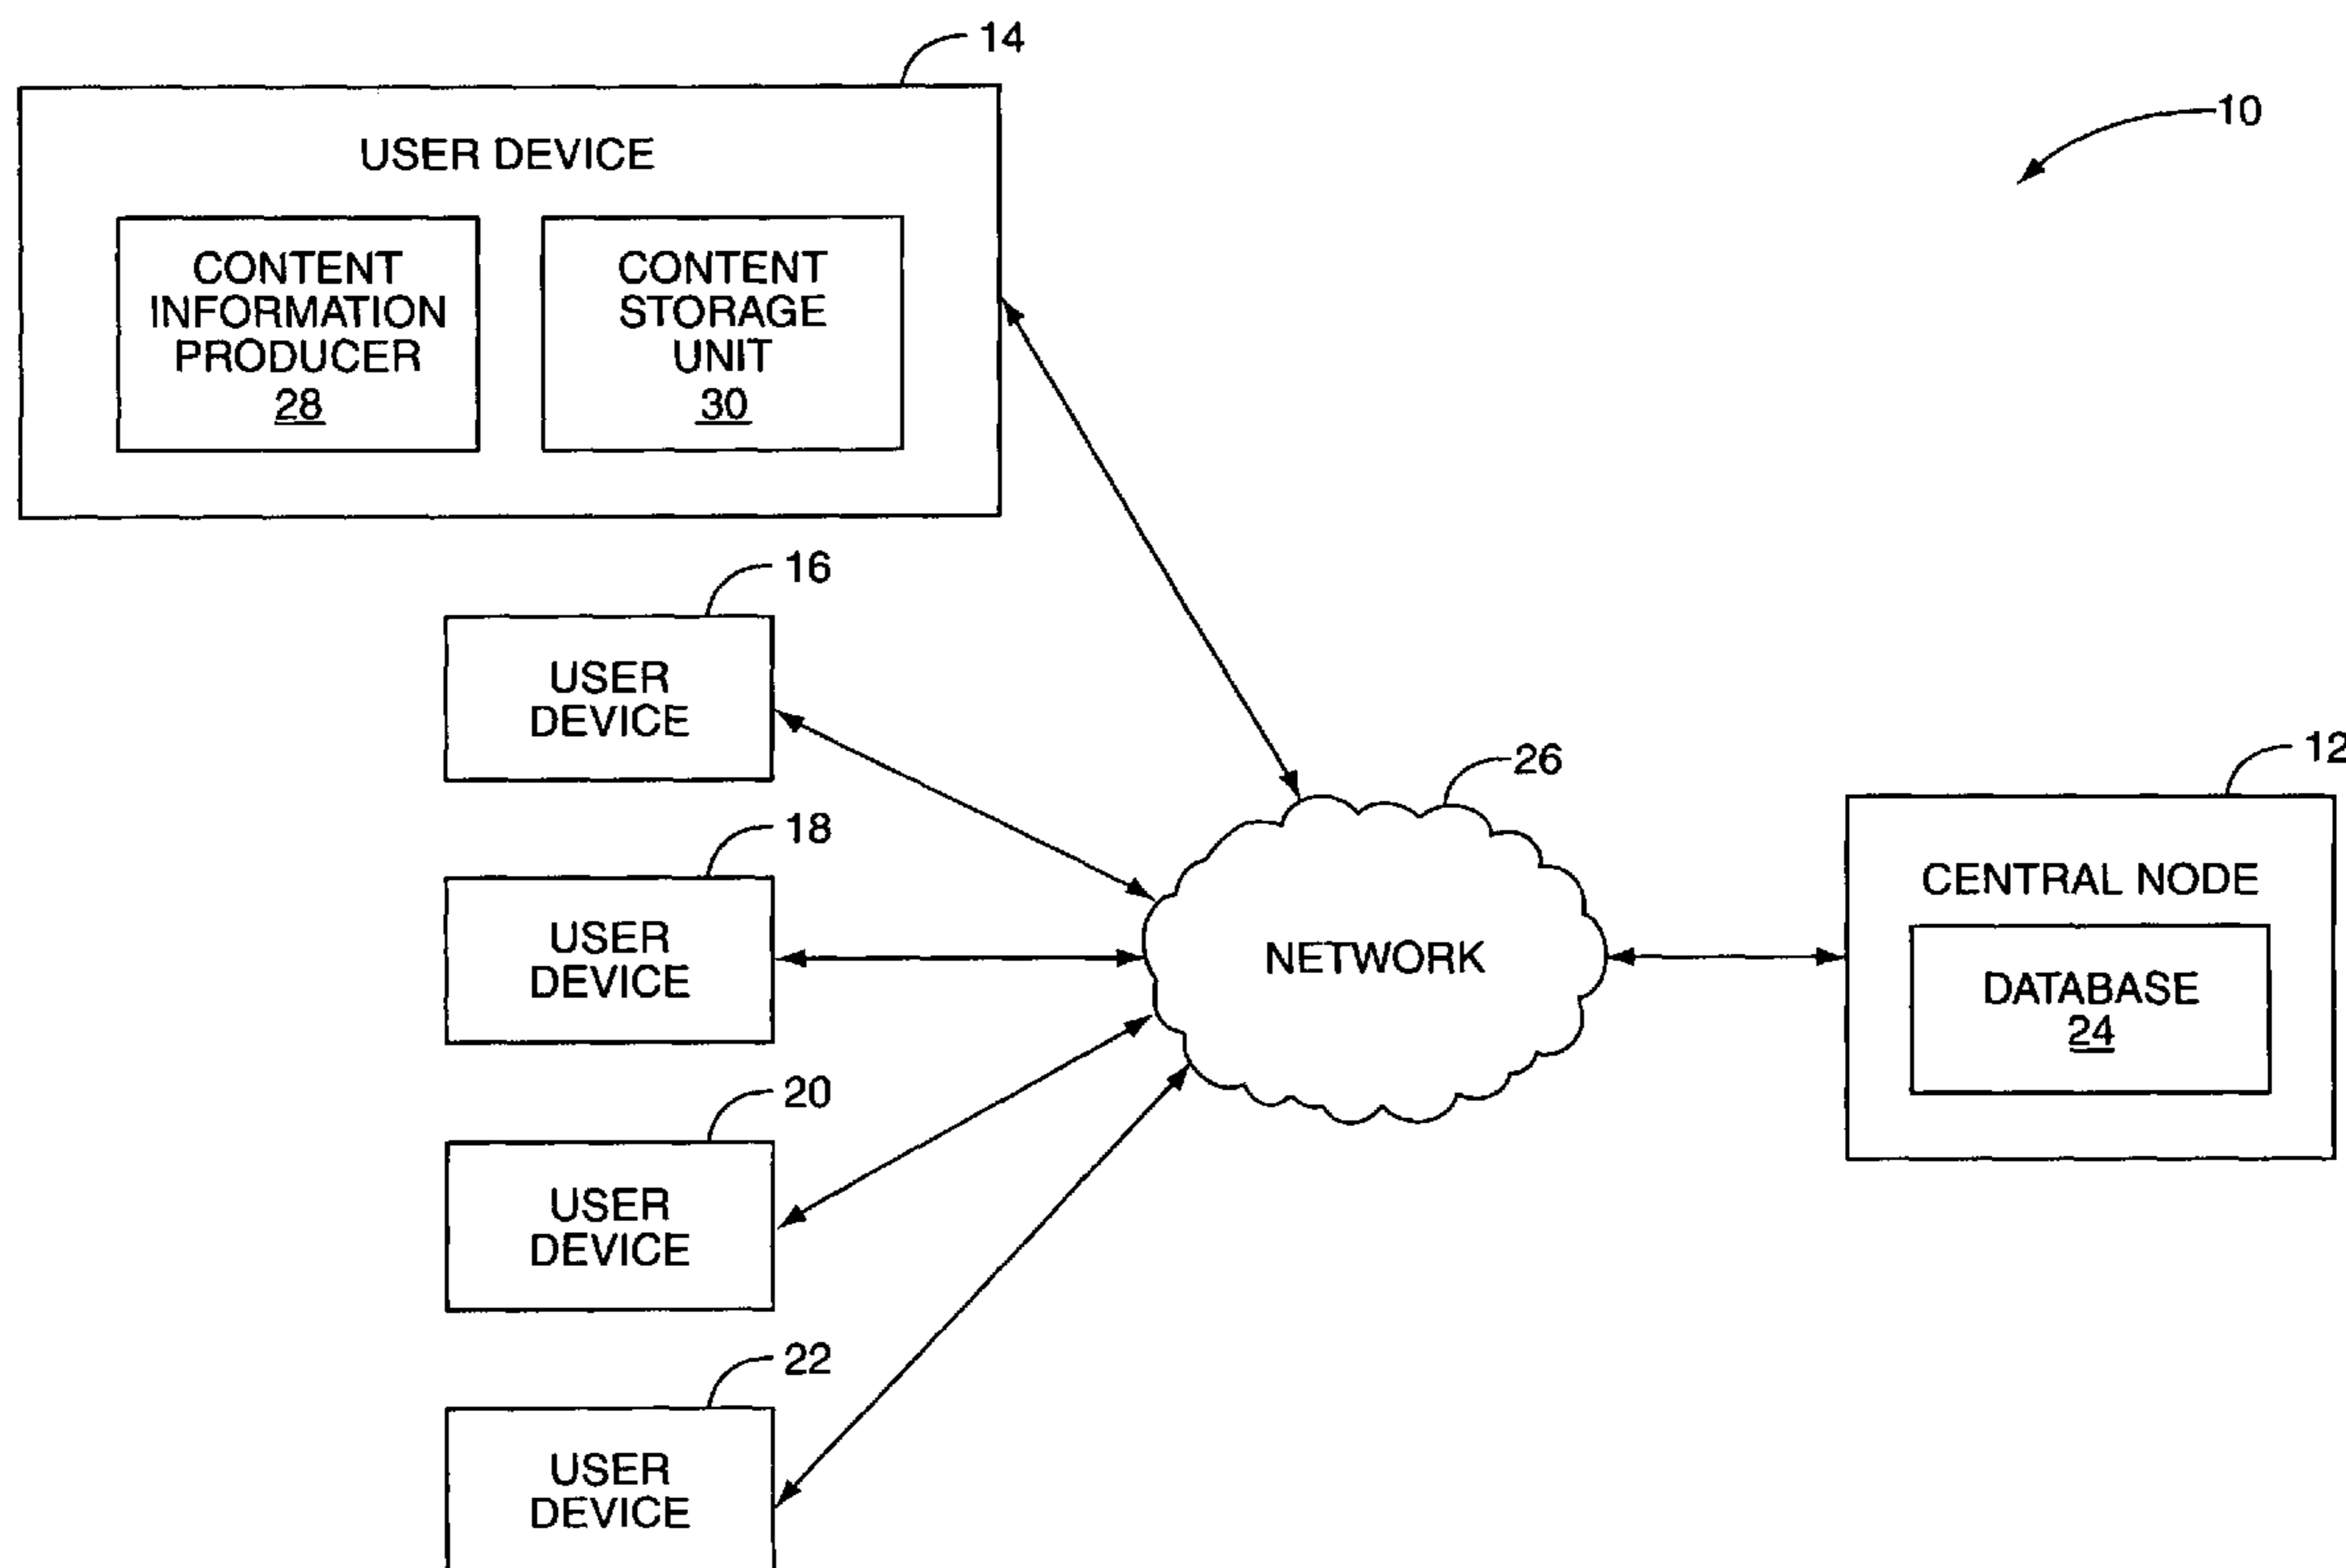 14
10
USER DEVICE
CONTENT
INFORMATION
PRODUCER
28
CONTENT
STORAGE
UNIT
30
16
USER
DEVICE
18
USER
DEVICE
20
USER
DEVICE
22
USER
DEVICE
26
NETWORK
12
CENTRAL NODE
DATABASE
24